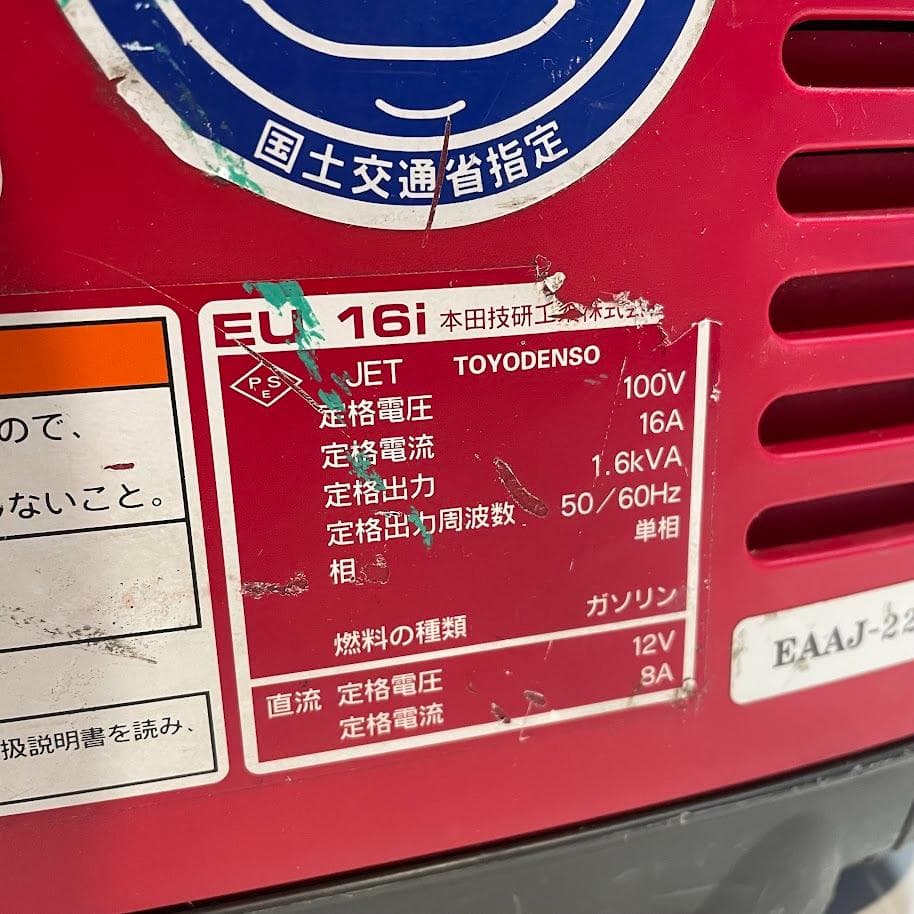 国土交通省指定
EU 16i 本田技研工業株式
PSE JET TOYODENSO
定格電圧 100V
定格電流 16A
定格出力 1.6kVA
定格出力周波数 50/60Hz
相 単相
燃料の種類 ガソリン
直流 定格電圧 12V
定格電流 8A
ので、
ないこと。
扱説明書を読み、
EAAJ-22